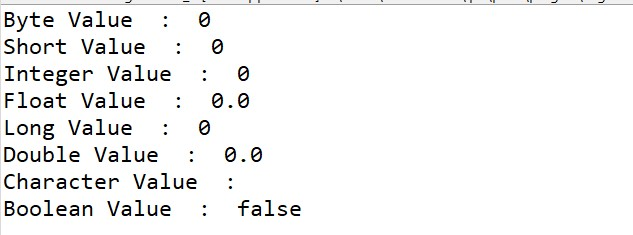 Byte Value  :  0
Short Value  :  0
Integer Value  :  0
Float Value  :  0.0
Long Value  :  0
Double Value  :  0.0
Character Value  :
Boolean Value  :  false